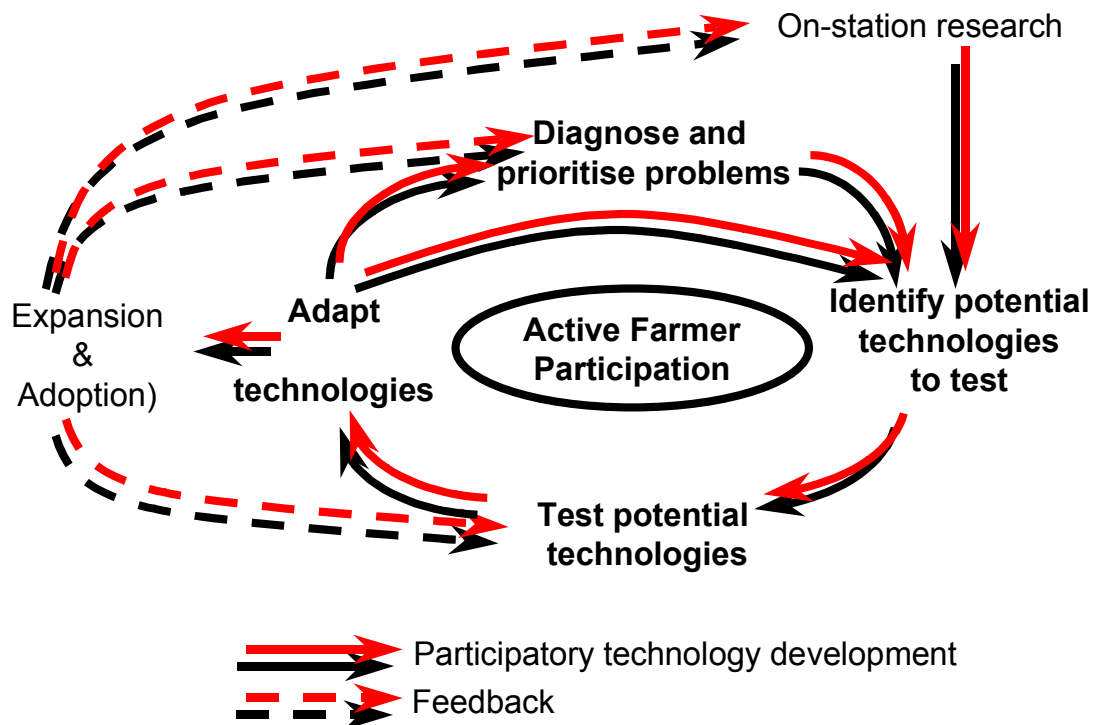 On-station research
Diagnose and
prioritise problems
Adapt
technologies
Expansion
&
Adoption)
Active Farmer
Participation
Identify potential
technologies
to test
Test potential
technologies
Participatory technology development
Feedback